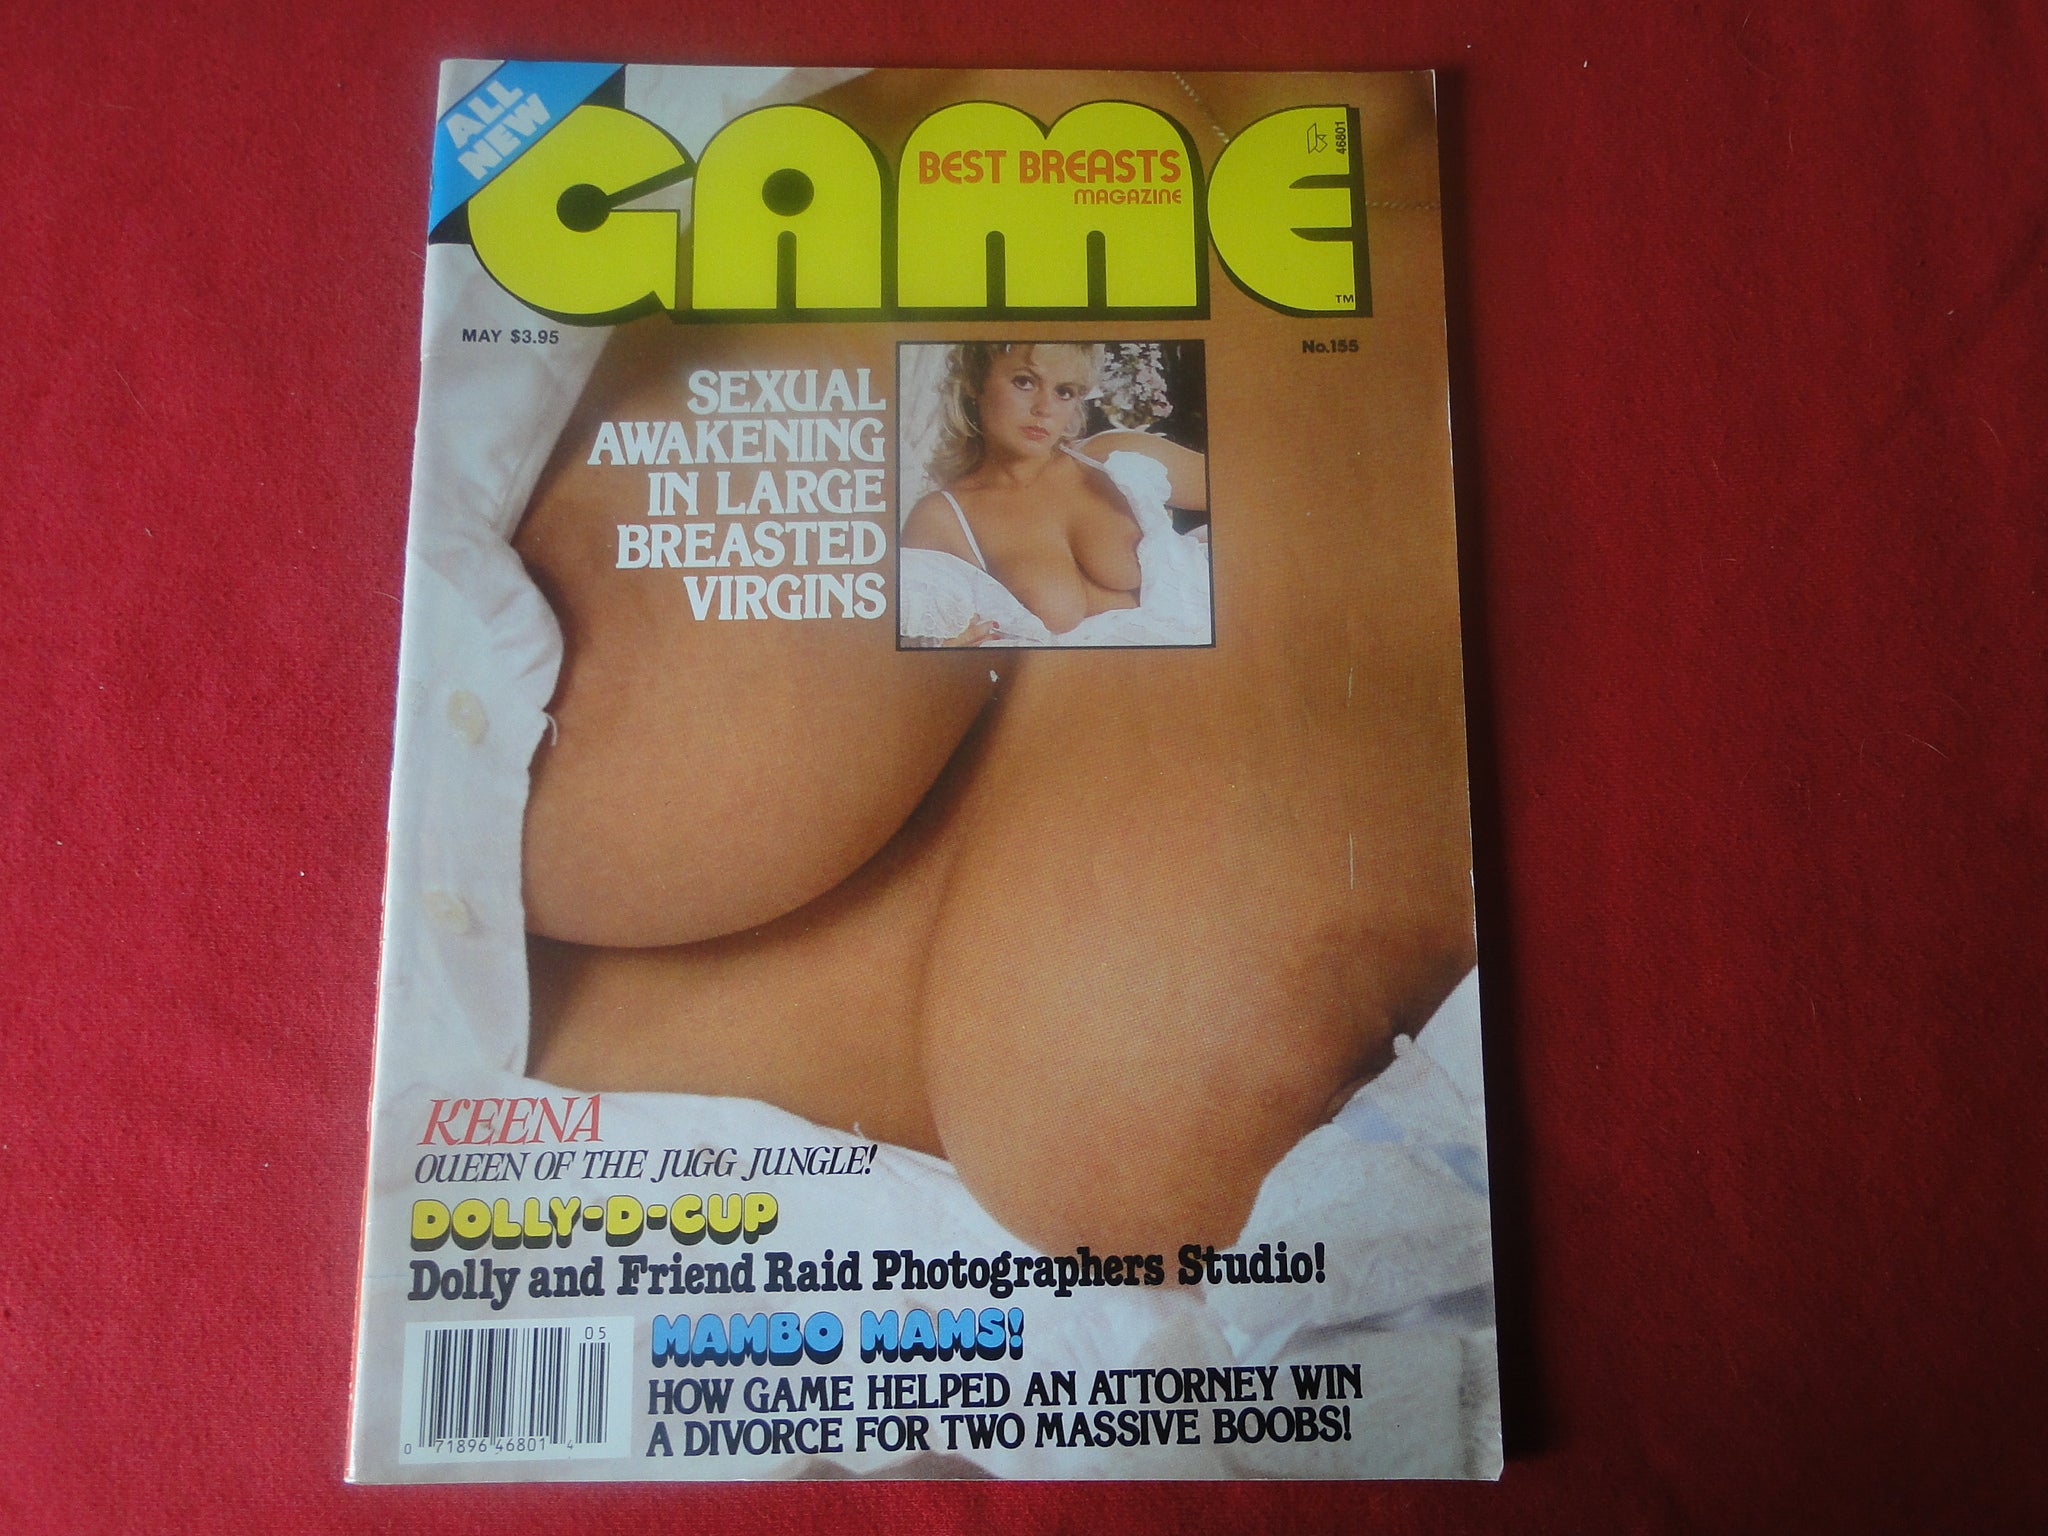 ALL
NEW
GAME
BEST BREASTS
MAGAZINE
46801
TM
MAY $3.95
No.155
SEXUAL
AWAKENING
IN LARGE
BREASTED
VIRGINS
KEENA
QUEEN OF THE JUGG JUNGLE!
DOLLY-D-CUP
Dolly and Friend Raid Photographers Studio!
MAMBO MAMS!
HOW GAME HELPED AN ATTORNEY WIN
A DIVORCE FOR TWO MASSIVE BOOBS!
05
0 71896 46801 4